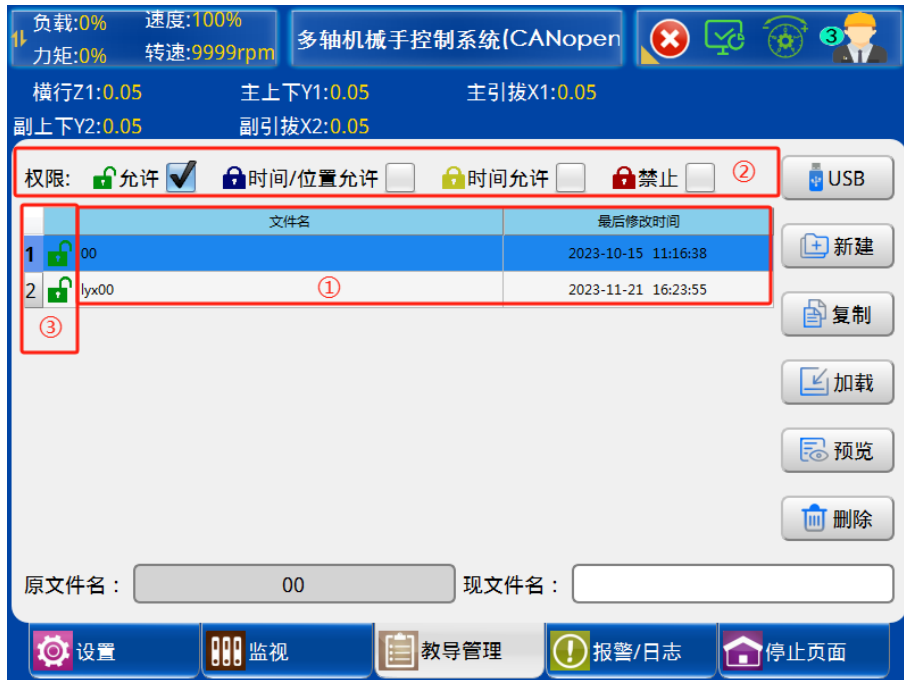 负载:0% 速度:100% 多轴机械手控制系统(CANopen 3
力矩:0% 转速:9999rpm
横行Z1:0.05 主上下Y1:0.05 主引拔X1:0.05
副上下Y2:0.05 副引拔X2:0.05
权限: 允许 时间/位置允许 时间允许 禁止 ② USB
文件名 最后修改时间
1 00 2023-10-15 11:16:38 新建
2 lyx00 ① 2023-11-21 16:23:55
③ 复制
加载
预览
删除
原文件名: 00 现文件名:
设置 监视 教导管理 报警/日志 停止页面